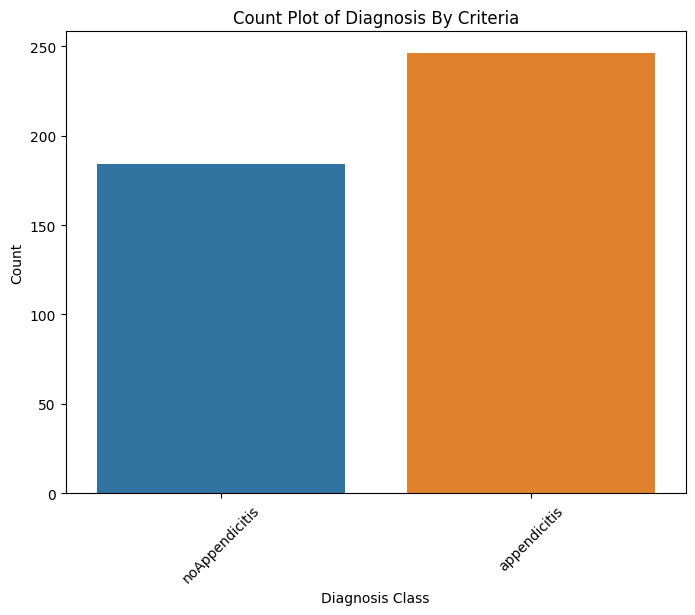 Count Plot of Diagnosis By Criteria
250
200
150
100
50
0
Count
noAppendicitis
appendicitis
Diagnosis Class